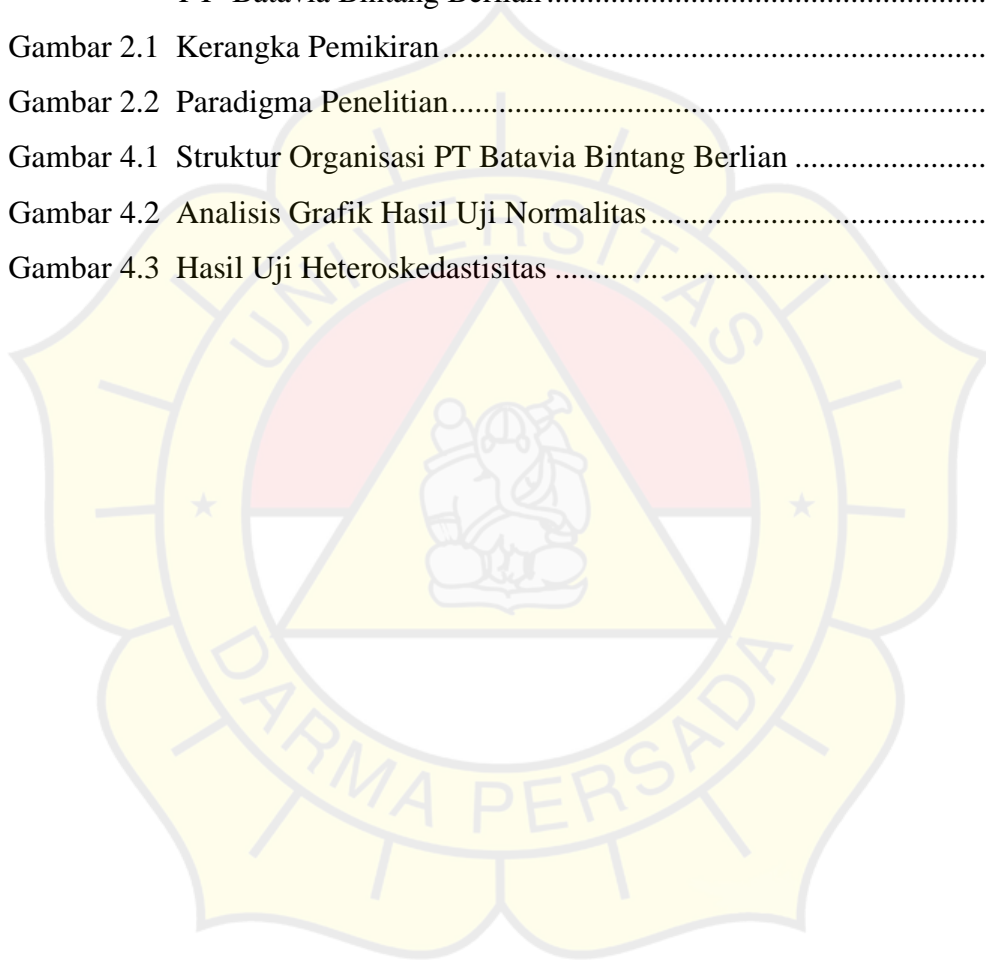 PT Batavia Bintang Berlian ........................................................
Gambar 2.1 Kerangka Pemikiran ....................................................................
Gambar 2.2 Paradigma Penelitian ...................................................................
Gambar 4.1 Struktur Organisasi PT Batavia Bintang Berlian ........................
Gambar 4.2 Analisis Grafik Hasil Uji Normalitas ..........................................
Gambar 4.3 Hasil Uji Heteroskedastisitas ......................................................
UNIVERSITAS
DARMA PERSADA